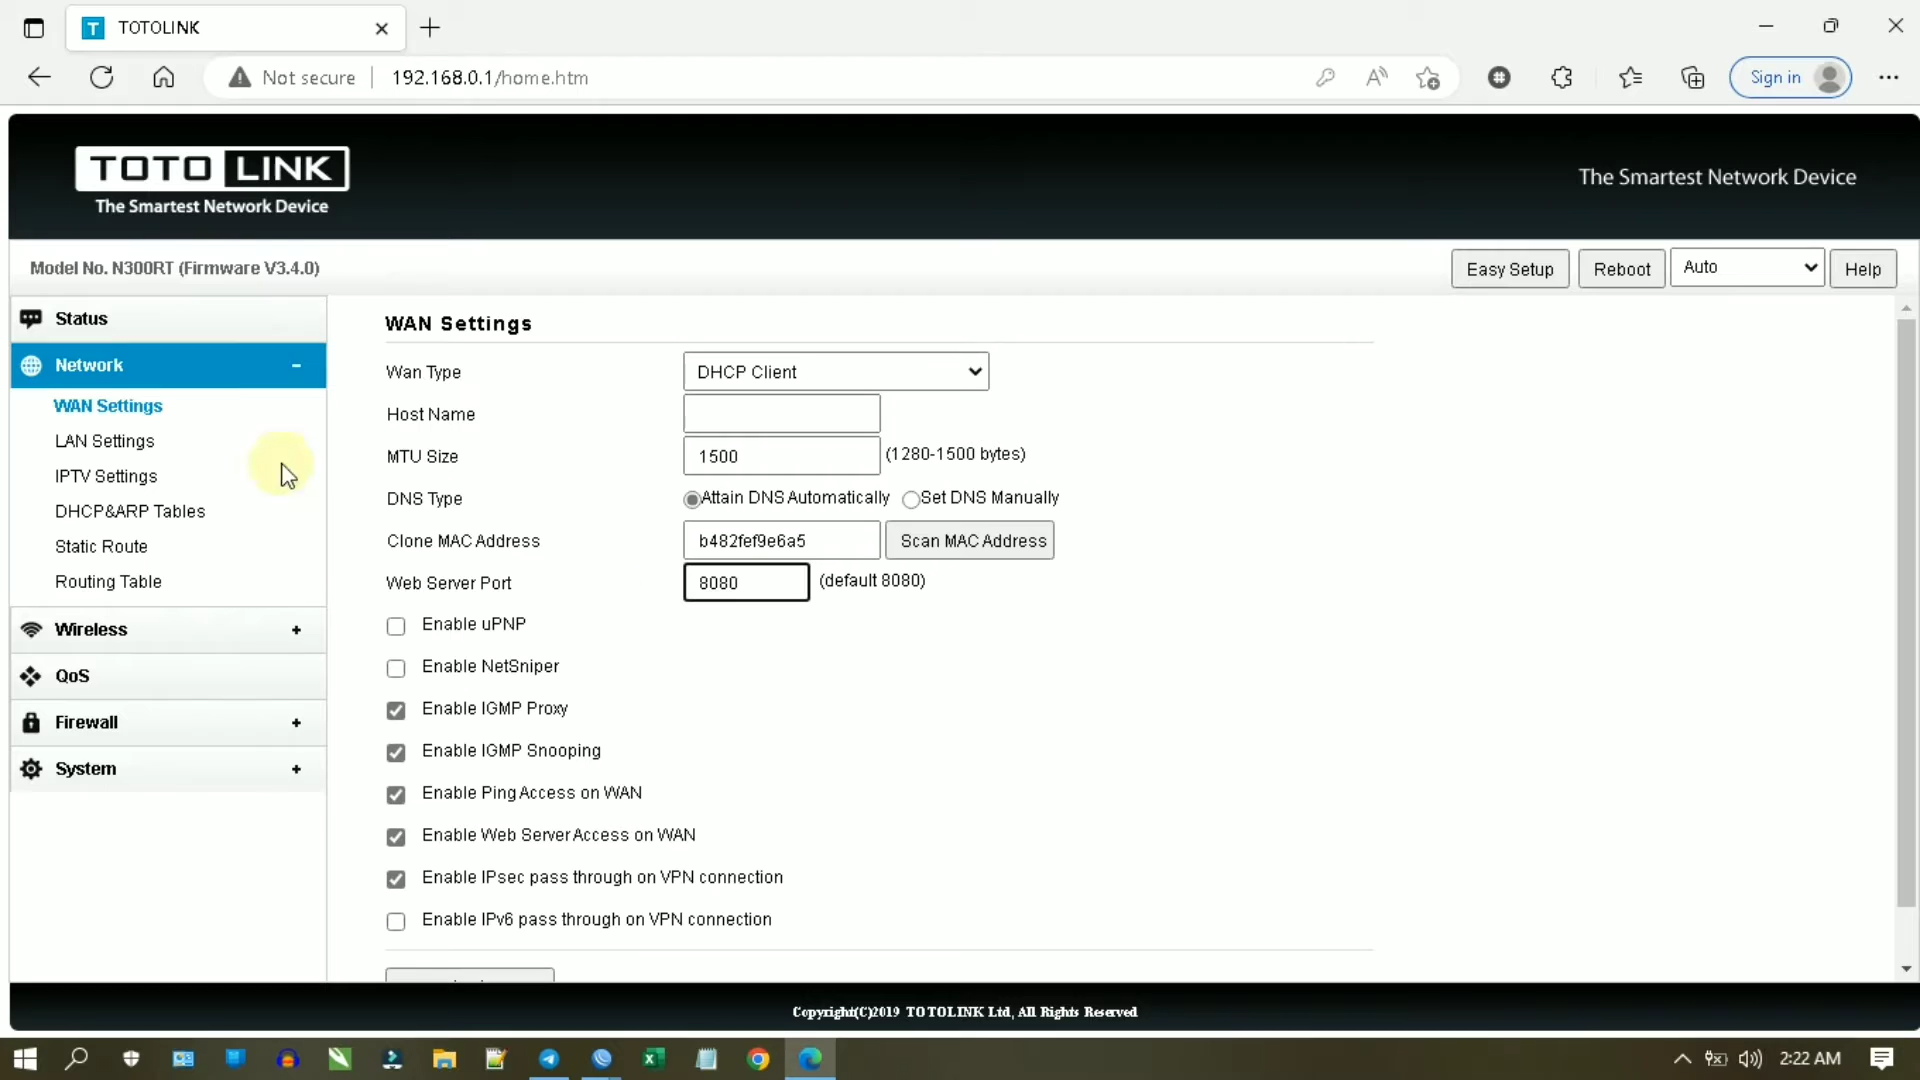 TOTOLINK
Not secure
192.168.0.1/home.htm
Sign in
TOTO LINK
The Smartest Network Device
The Smartest Network Device
Model No. N300RT (Firmware V3.4.0)
Easy Setup
Reboot
Auto
Help
Status
Network
WAN Settings
LAN Settings
IPTV Settings
DHCP&ARP Tables
Static Route
Routing Table
Wireless
QoS
Firewall
System
WAN Settings
Wan Type DHCP Client
Host Name
MTU Size 1500 (1280-1500 bytes)
DNS Type Attain DNS Automatically Set DNS Manually
Clone MAC Address b482fef9e6a5 Scan MAC Address
Web Server Port 8080 (default 8080)
Enable uPNP
Enable NetSniper
Enable IGMP Proxy
Enable IGMP Snooping
Enable Ping Access on WAN
Enable Web Server Access on WAN
Enable IPsec pass through on VPN connection
Enable IPv6 pass through on VPN connection
Copyright(C)2019 TOTOLINK Ltd, All Rights Reserved
2:22 AM